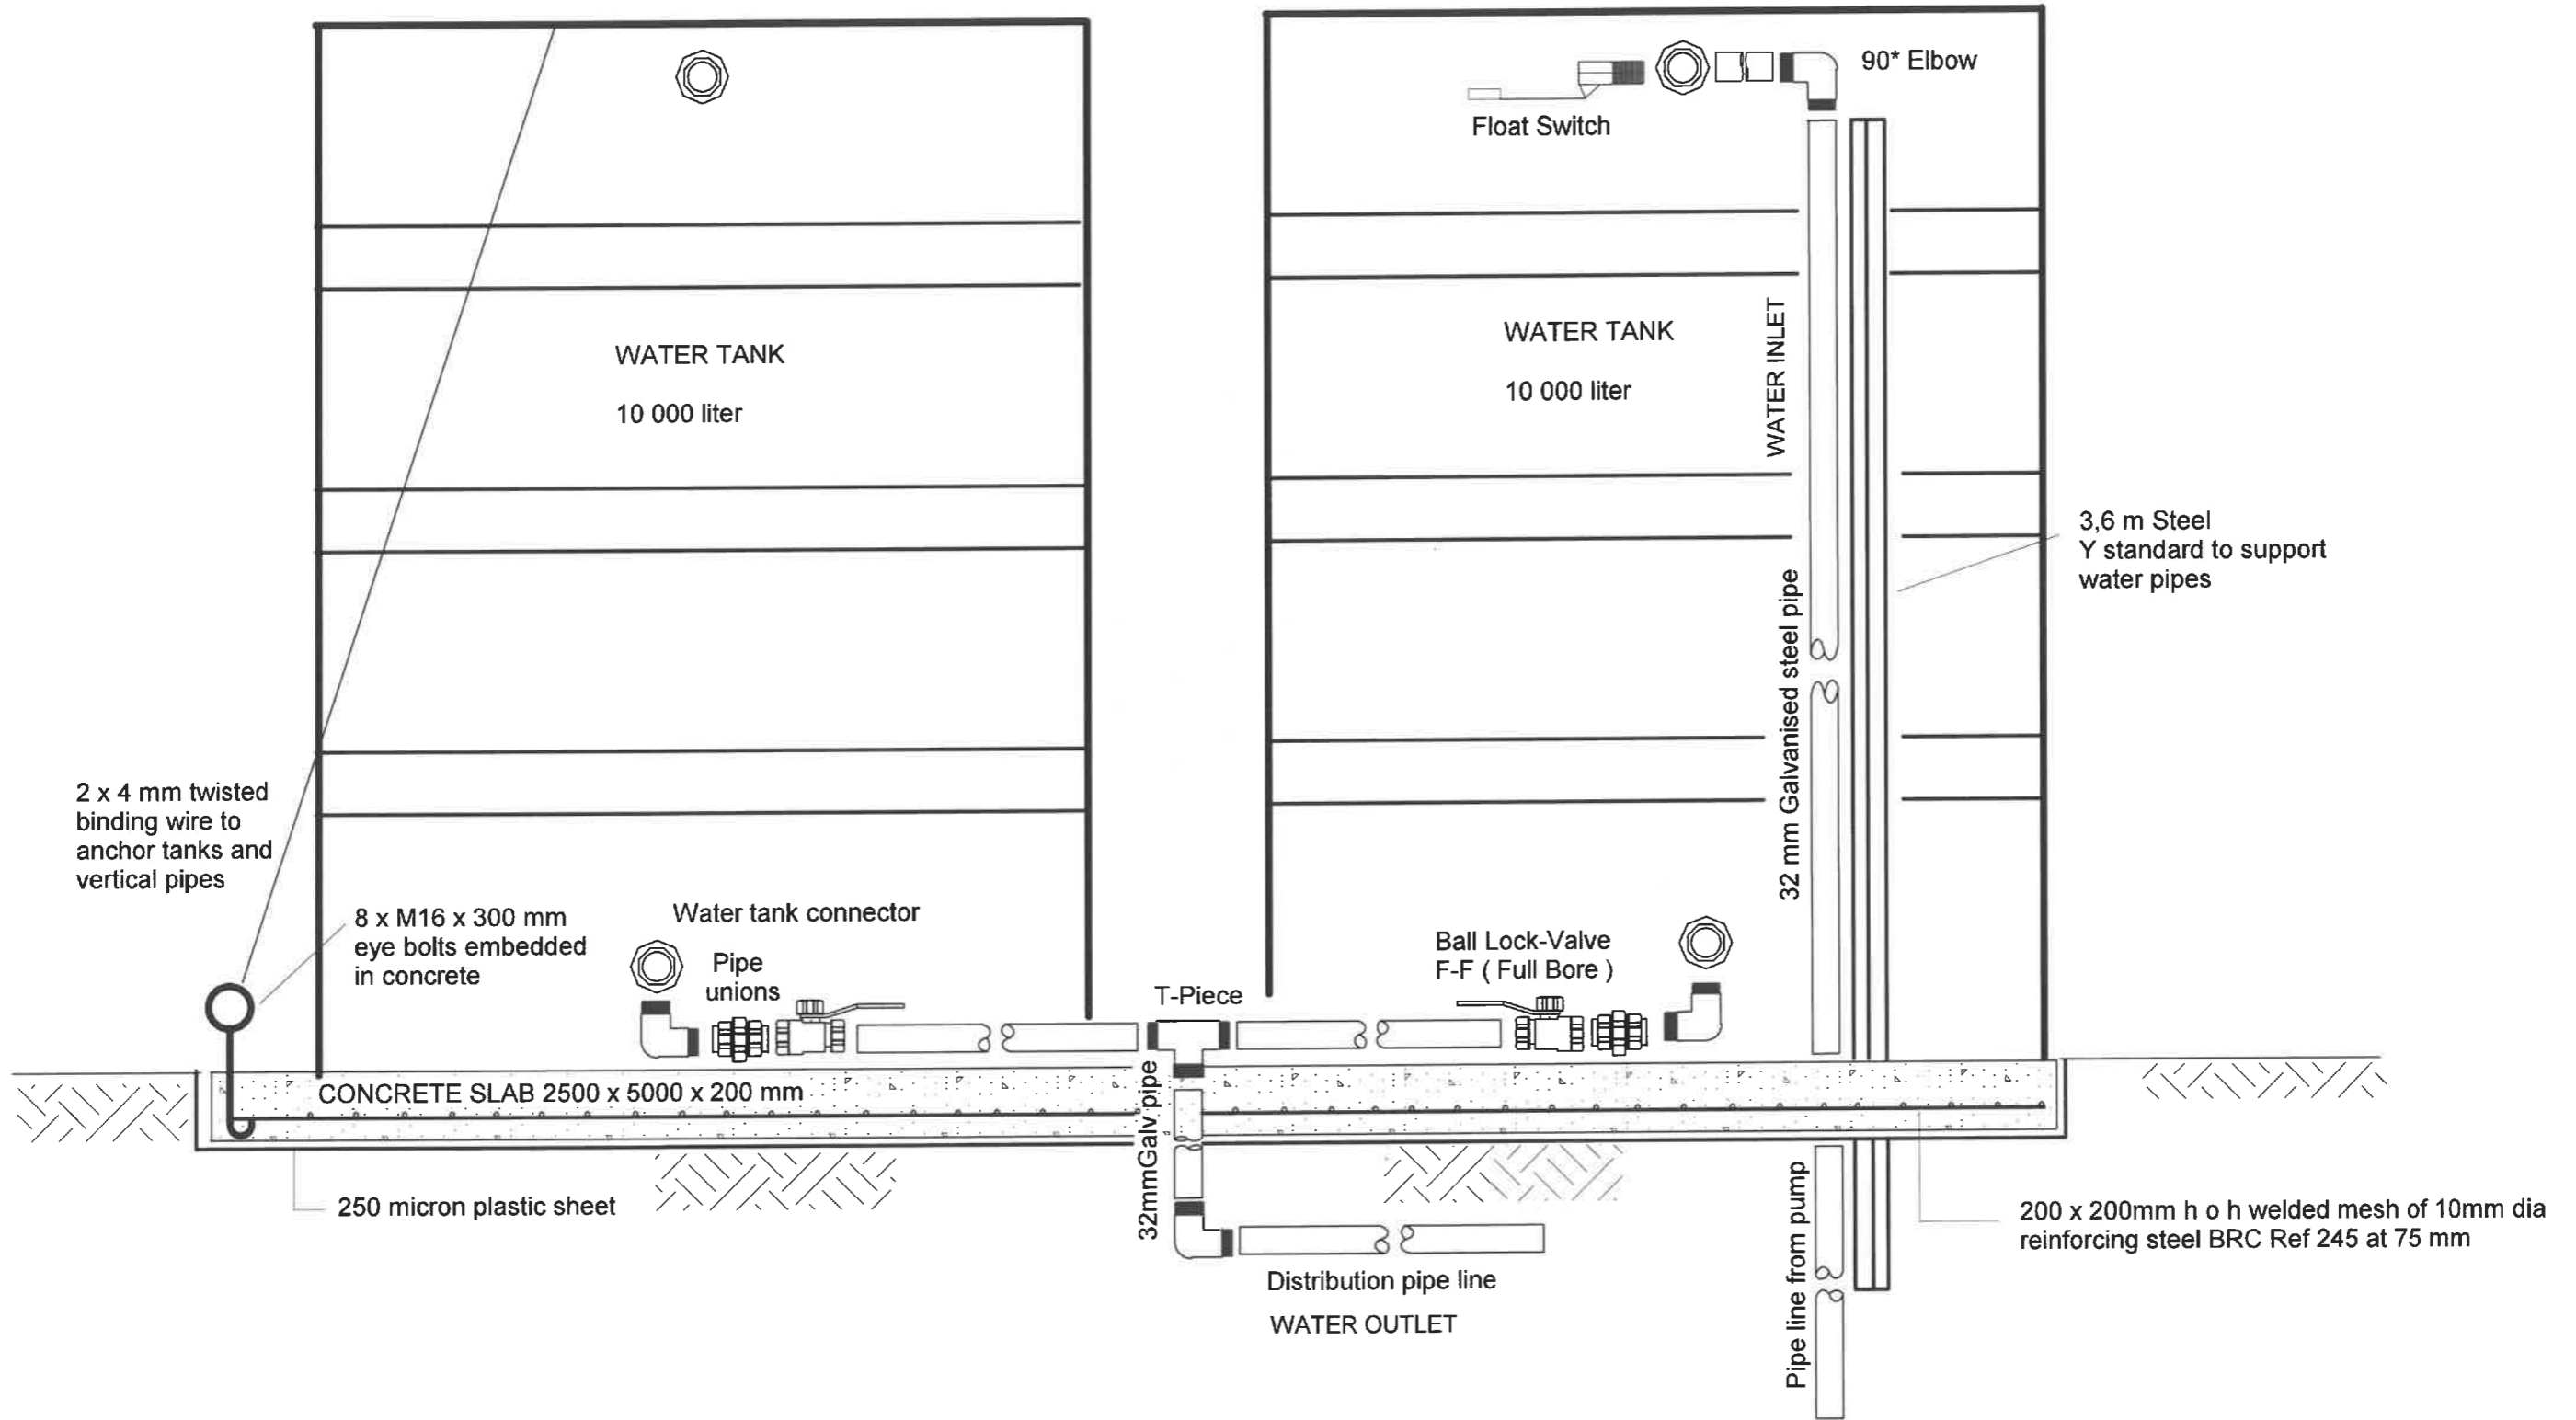 90* Elbow
Float Switch
WATER TANK
10 000 liter
WATER TANK
10 000 liter
WATER INLET
32 mm Galvanised steel pipe
3,6 m Steel
Y standard to support
water pipes
2 x 4 mm twisted
binding wire to
anchor tanks and
vertical pipes
8 x M16 x 300 mm
eye bolts embedded
in concrete
Water tank connector
Pipe
unions
T-Piece
Ball Lock-Valve
F-F ( Full Bore )
CONCRETE SLAB 2500 x 5000 x 200 mm
32mmGalv pipe
250 micron plastic sheet
Distribution pipe line
WATER OUTLET
Pipe line from pump
200 x 200mm h o h welded mesh of 10mm dia
reinforcing steel BRC Ref 245 at 75 mm